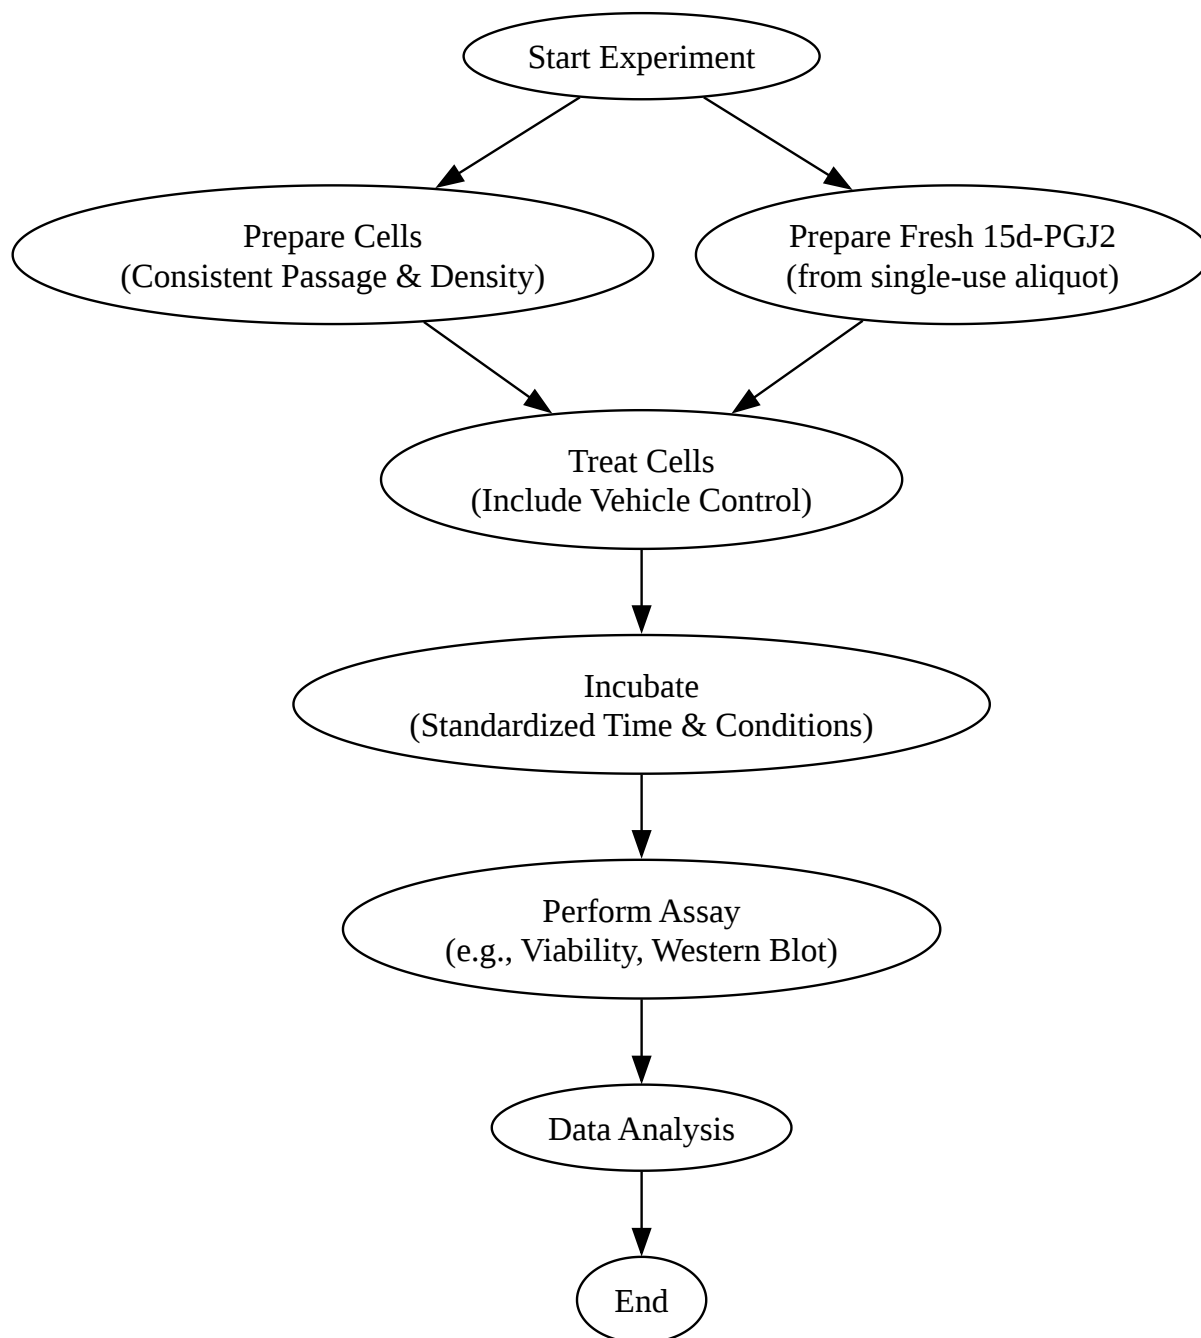 Start Experiment
Prepare Cells
(Consistent Passage & Density)
Prepare Fresh 15d-PGJ2
(from single-use aliquot)
Treat Cells
(Include Vehicle Control)
Incubate
(Standardized Time & Conditions)
Perform Assay
(e.g., Viability, Western Blot)
Data Analysis
End